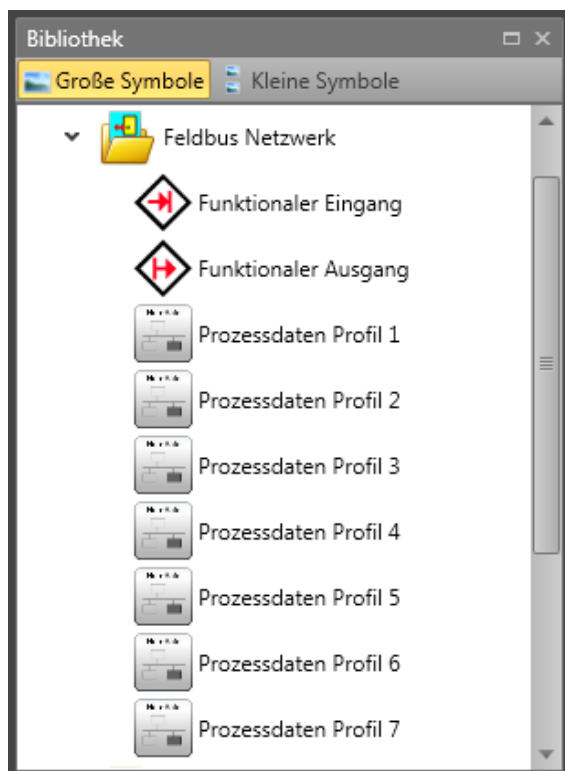 Bibliothek
Große Symbole Kleine Symbole
Feldbus Netzwerk
Funktionaler Eingang
Funktionaler Ausgang
Prozessdaten Profil 1
Prozessdaten Profil 2
Prozessdaten Profil 3
Prozessdaten Profil 4
Prozessdaten Profil 5
Prozessdaten Profil 6
Prozessdaten Profil 7